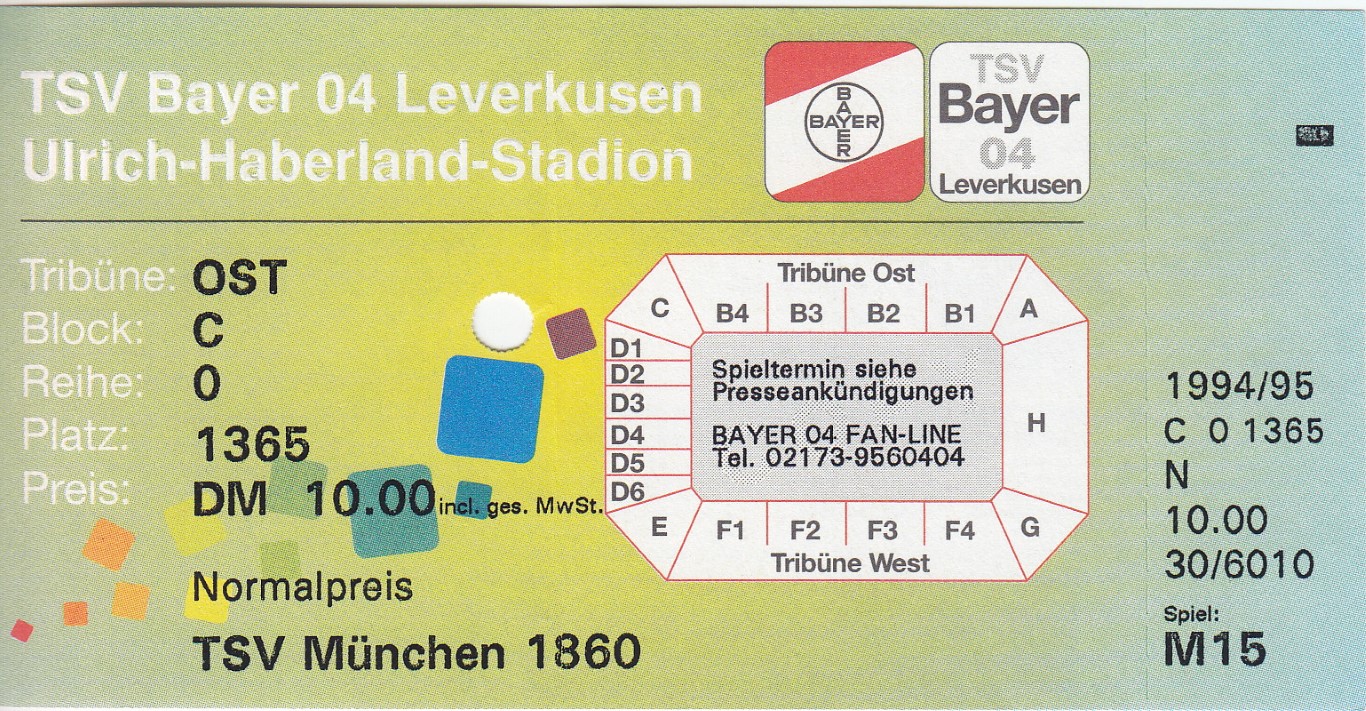 TSV Bayer 04 Leverkusen
Ulrich-Haberland-Stadion
BAYER
BAYER
TSV
Bayer
04
Leverkusen
Tribüne: OST
Block: C
Reihe: 0
Platz: 1365
Preis: DM 10.00 incl. ges. MwSt.
Normalpreis
TSV München 1860
Tribüne Ost
C B4 B3 B2 B1 A
D1
D2
D3
D4
D5
D6
H
Spieltermin siehe
Presseankündigungen
BAYER 04 FAN-LINE
Tel. 02173-9560404
E F1 F2 F3 F4 G
Tribüne West
1994/95
C 0 1365
N
10.00
30/6010
Spiel:
M15